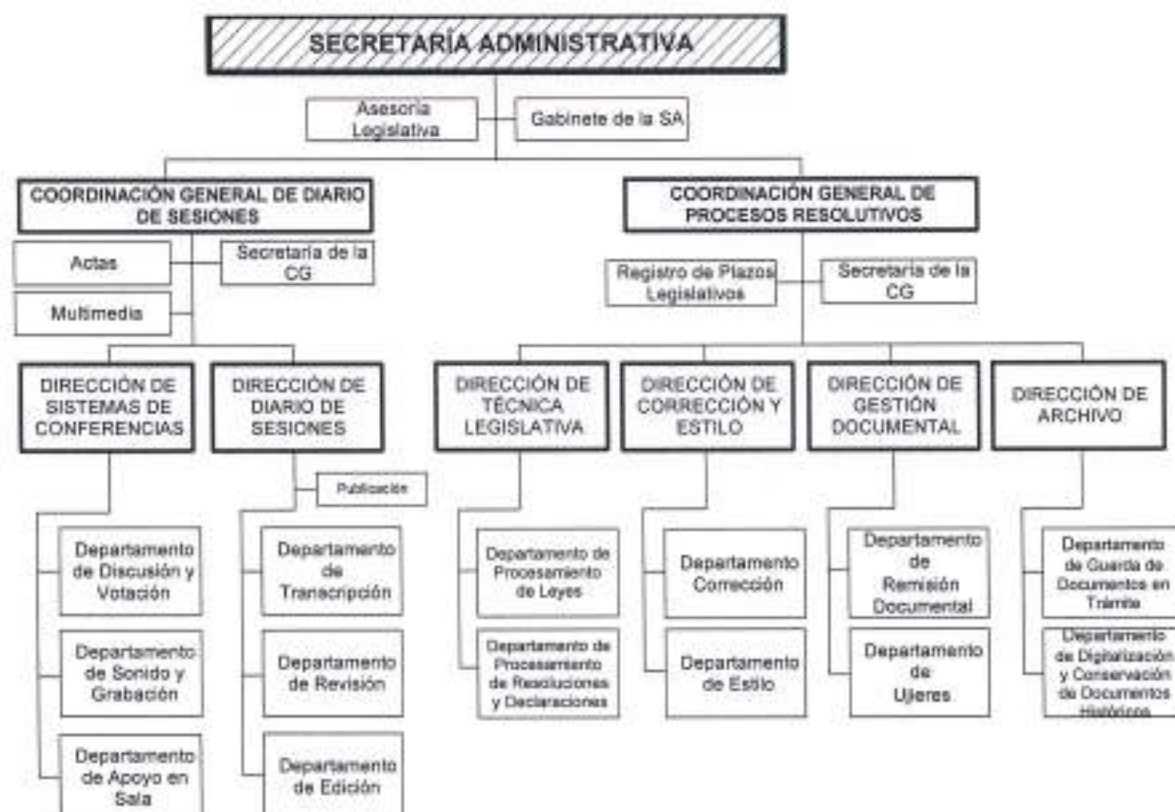 SECRETARÍA ADMINISTRATIVA
Asesoría
Legislativa
Gabinete de la SA
COORDINACIÓN GENERAL DE DIARIO
DE SESIONES
COORDINACIÓN GENERAL DE
PROCESOS RESOLUTIVOS
Actas
Secretaría de la
CG
Multimedia
Registro de Plazos
Legislativos
Secretaría de la
CG
DIRECCIÓN DE
SISTEMAS DE
CONFERENCIAS
DIRECCIÓN DE
DIARIO DE
SESIONES
DIRECCIÓN DE
TÉCNICA
LEGISLATIVA
DIRECCIÓN DE
CORRECCIÓN Y
ESTILO
DIRECCIÓN DE
GESTIÓN
DOCUMENTAL
DIRECCIÓN DE
ARCHIVO
Publicación
Departamento
de Discusión y
Votación
Departamento
de
Transcripción
Departamento de
Procesamiento
de Leyes
Departamento
Corrección
Departamento
de
Remisión
Documental
Departamento
de Guarda de
Documentos en
Trámite
Departamento
de Sonido y
Grabación
Departamento
de Revisión
Departamento de
Procesamiento
de Resoluciones
y Declaraciones
Departamento
de Estilo
Departamento
de
Ujieres
Departamento
de Digitalización
y Conservación
de Documentos
Históricos
Departamento
de Apoyo en
Sala
Departamento
de Edición